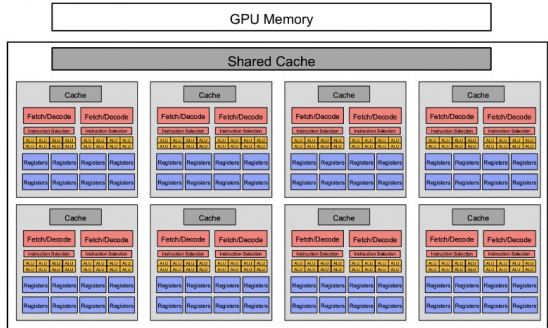 GPU Memory
Shared Cache
Cache
Fetch/Decode Fetch/Decode
Instruction Selection Instruction Selection
ALU ALU ALU ALU ALU ALU ALU ALU
ALU ALU ALU ALU ALU ALU ALU ALU
Registers Registers Registers Registers
Registers Registers Registers Registers
Cache
Fetch/Decode Fetch/Decode
Instruction Selection Instruction Selection
ALU ALU ALU ALU ALU ALU ALU ALU
ALU ALU ALU ALU ALU ALU ALU ALU
Registers Registers Registers Registers
Registers Registers Registers Registers
Cache
Fetch/Decode Fetch/Decode
Instruction Selection Instruction Selection
ALU ALU ALU ALU ALU ALU ALU ALU
ALU ALU ALU ALU ALU ALU ALU ALU
Registers Registers Registers Registers
Registers Registers Registers Registers
Cache
Fetch/Decode Fetch/Decode
Instruction Selection Instruction Selection
ALU ALU ALU ALU ALU ALU ALU ALU
ALU ALU ALU ALU ALU ALU ALU ALU
Registers Registers Registers Registers
Registers Registers Registers Registers
Cache
Fetch/Decode Fetch/Decode
Instruction Selection Instruction Selection
ALU ALU ALU ALU ALU ALU ALU ALU
ALU ALU ALU ALU ALU ALU ALU ALU
Registers Registers Registers Registers
Registers Registers Registers Registers
Cache
Fetch/Decode Fetch/Decode
Instruction Selection Instruction Selection
ALU ALU ALU ALU ALU ALU ALU ALU
ALU ALU ALU ALU ALU ALU ALU ALU
Registers Registers Registers Registers
Registers Registers Registers Registers
Cache
Fetch/Decode Fetch/Decode
Instruction Selection Instruction Selection
ALU ALU ALU ALU ALU ALU ALU ALU
ALU ALU ALU ALU ALU ALU ALU ALU
Registers Registers Registers Registers
Registers Registers Registers Registers
Cache
Fetch/Decode Fetch/Decode
Instruction Selection Instruction Selection
ALU ALU ALU ALU ALU ALU ALU ALU
ALU ALU ALU ALU ALU ALU ALU ALU
Registers Registers Registers Registers
Registers Registers Registers Registers